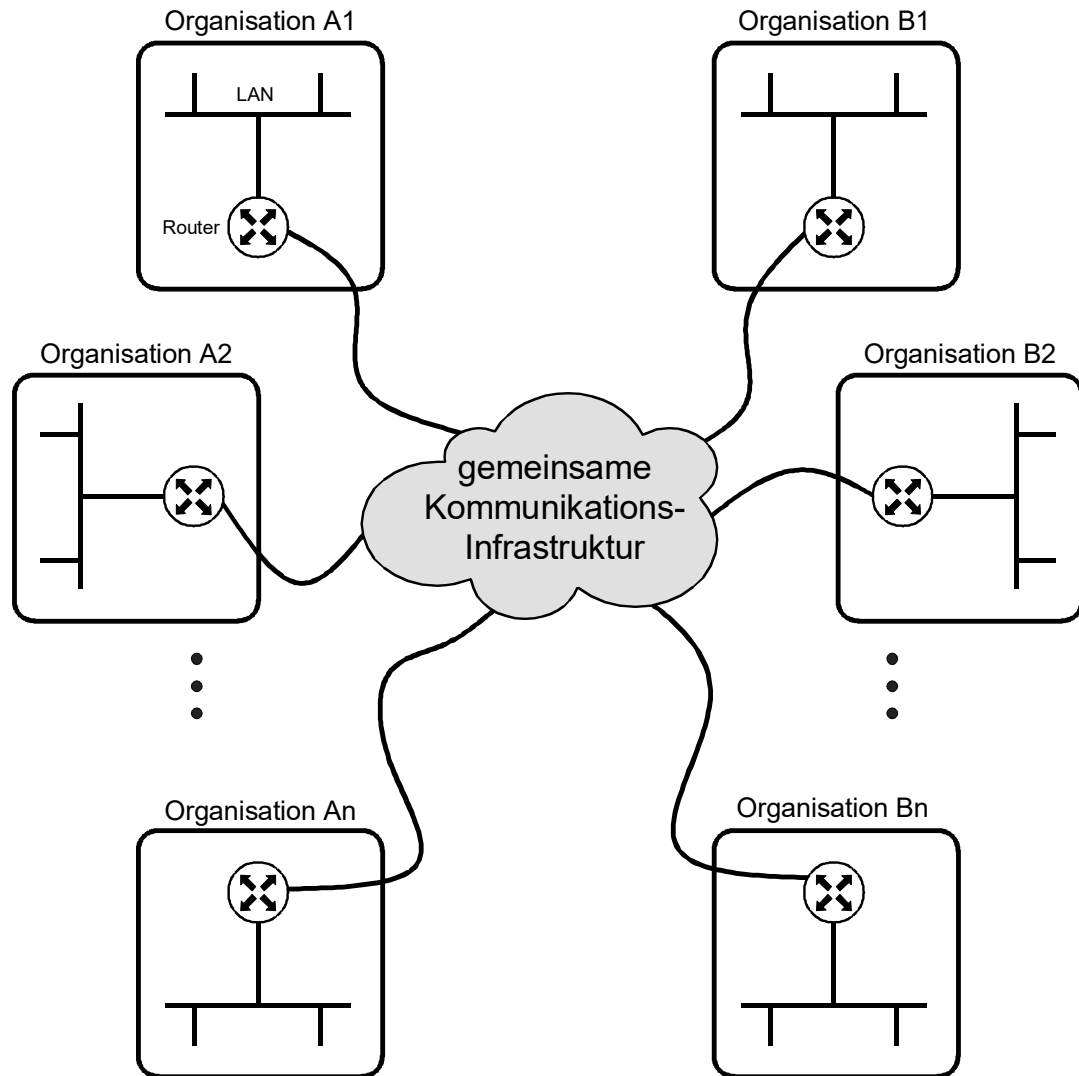 Organisation A1
LAN
Router
Organisation B1
Organisation A2
Organisation B2
gemeinsame
Kommunikations-
Infrastruktur
Organisation An
Organisation Bn